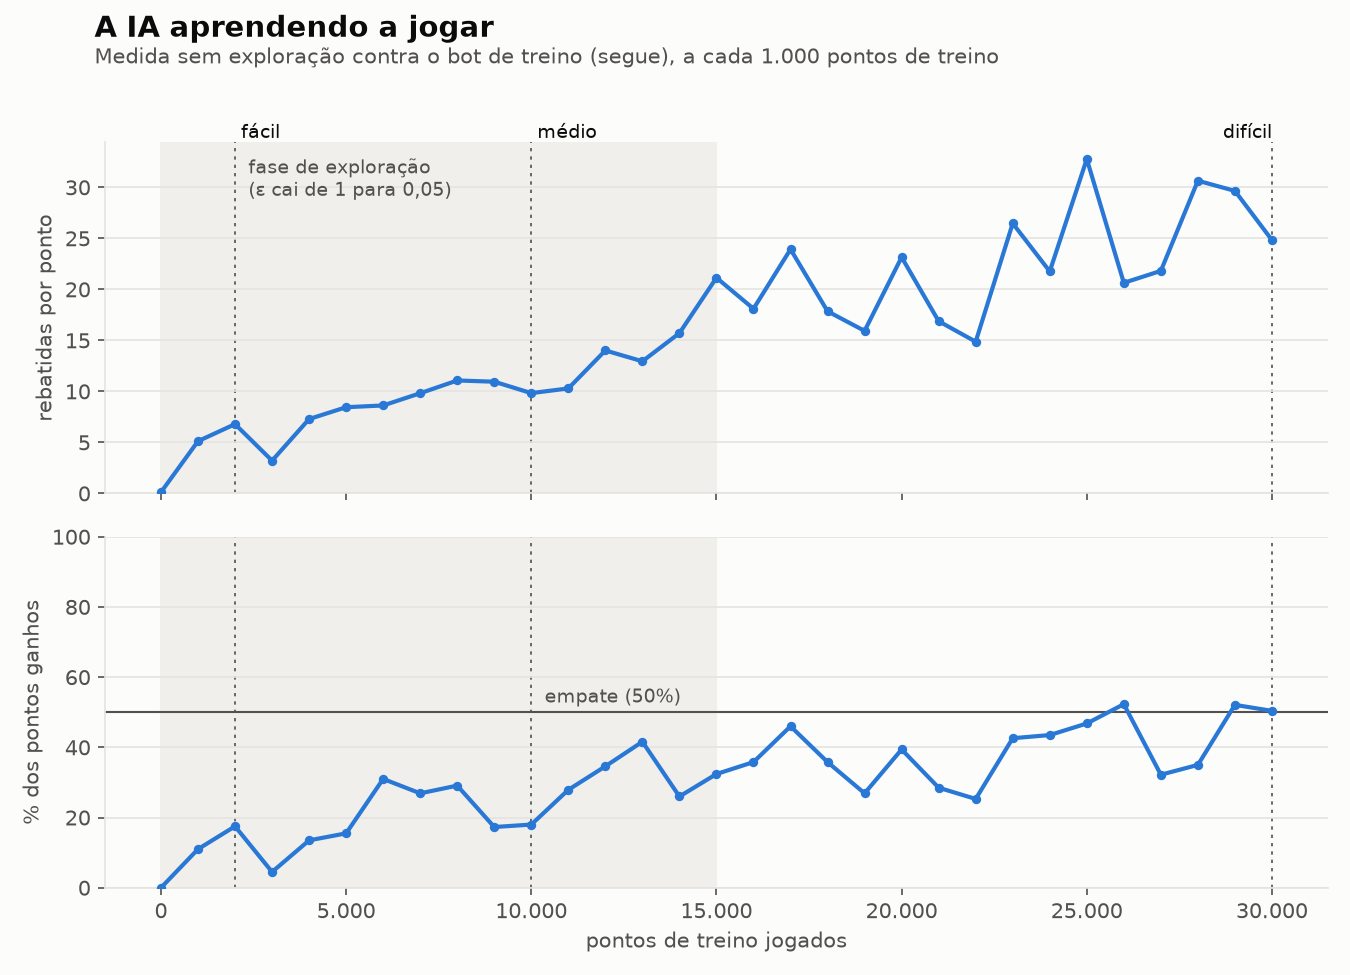 A IA aprendendo a jogar
Medida sem exploração contra o bot de treino (segue), a cada 1.000 pontos de treino
fácil
médio
difícil
fase de exploração
(ε cai de 1 para 0,05)
rebatidas por ponto
30
25
20
15
10
5
0
% dos pontos ganhos
100
80
60
40
20
0
empate (50%)
0
5.000
10.000
15.000
20.000
25.000
30.000
pontos de treino jogados